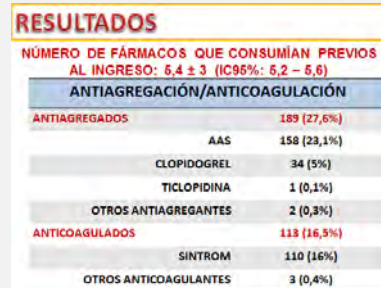 RESULTADOS
NÚMERO DE FÁRMACOS QUE CONSUMÍAN PREVIOS
AL INGRESO: 5,4 ± 3 (IC95%: 5,2 – 5,6)
ANTIAGREGACIÓN/ANTICOAGULACIÓN
ANTIAGREGADOS 189 (27,6%)
AAS 158 (23,1%)
CLOPIDOGREL 34 (5%)
TICLOPIDINA 1 (0,1%)
OTROS ANTIAGREGANTES 2 (0,3%)
ANTICOAGULADOS 113 (16,5%)
SINTROM 110 (16%)
OTROS ANTICOAGULANTES 3 (0,4%)